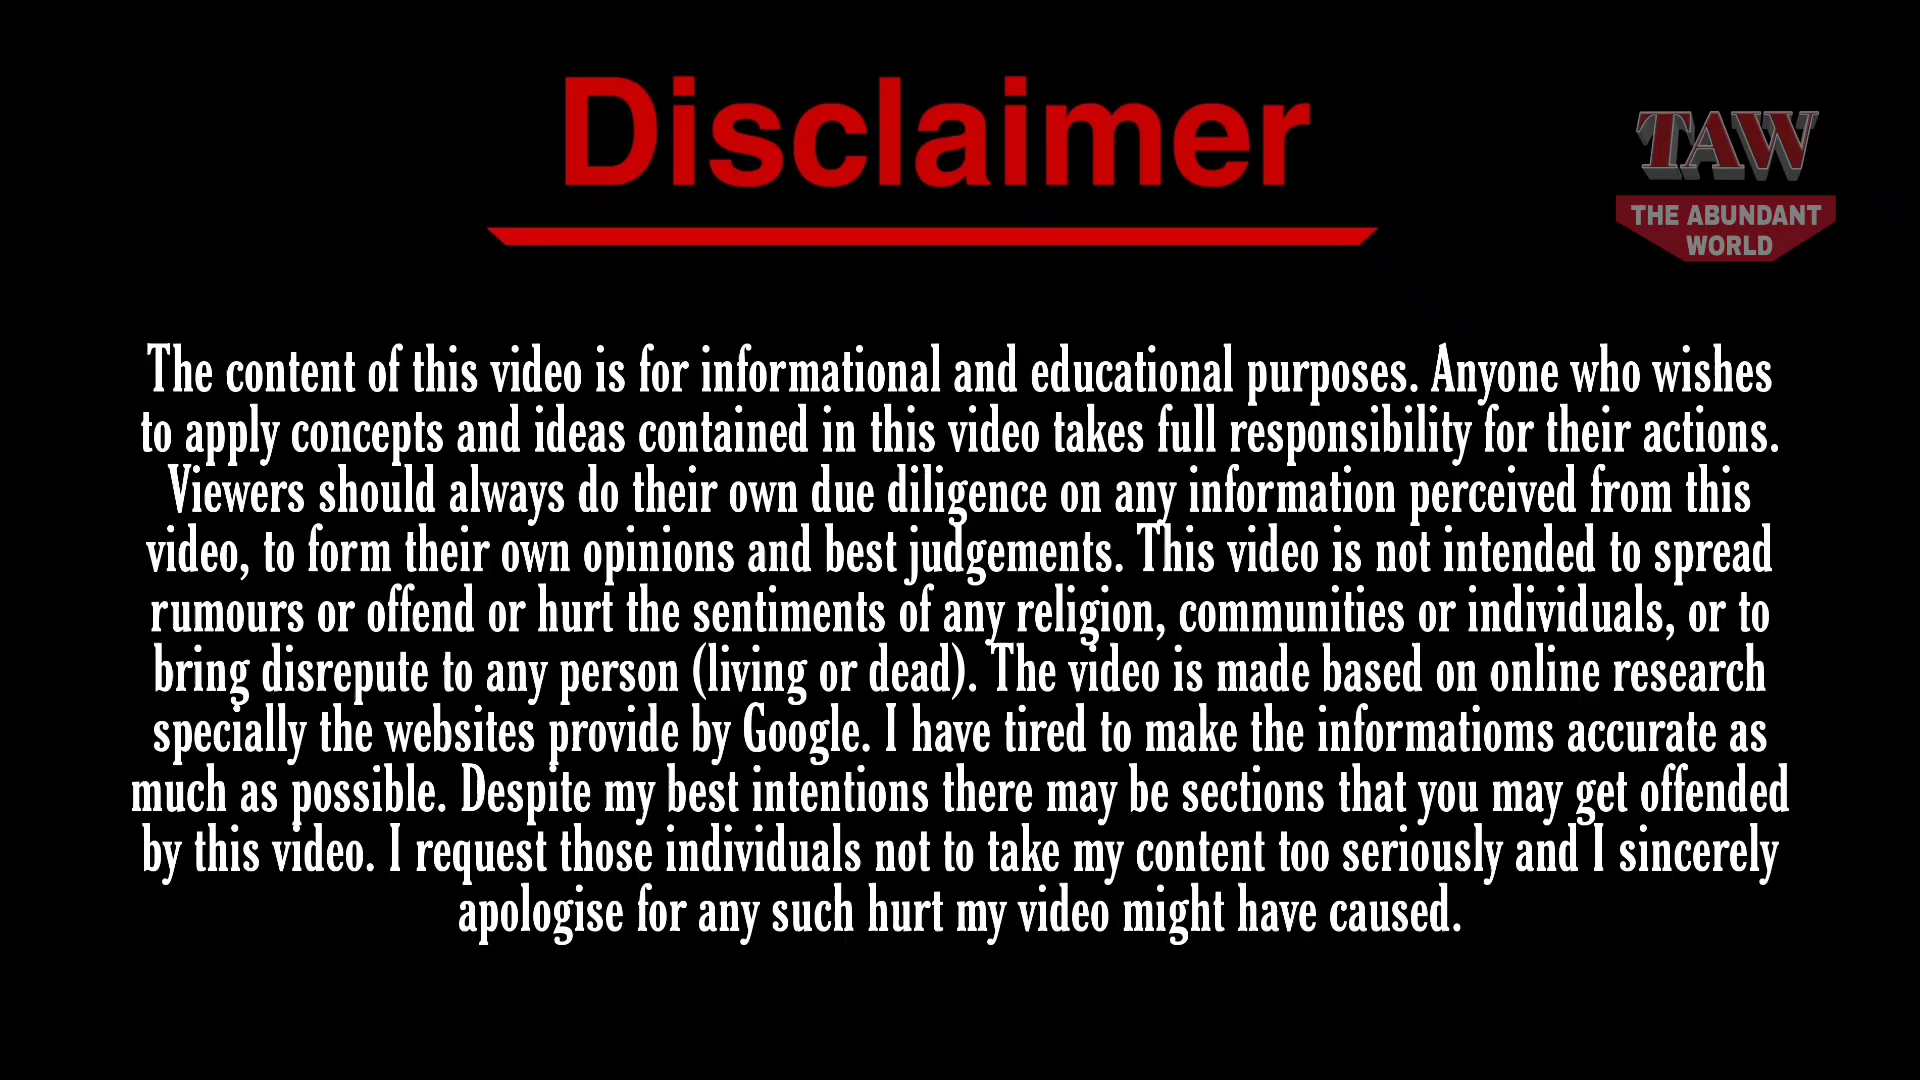 Disclaimer
TAW
THE ABUNDANT
WORLD
The content of this video is for informational and educational purposes. Anyone who wishes
to apply concepts and ideas contained in this video takes full responsibility for their actions.
Viewers should always do their own due diligence on any information perceived from this
video, to form their own opinions and best judgements. This video is not intended to spread
rumours or offend or hurt the sentiments of any religion, communities or individuals, or to
bring disrepute to any person (living or dead). The video is made based on online research
specially the websites provide by Google. I have tired to make the informatioms accurate as
much as possible. Despite my best intentions there may be sections that you may get offended
by this video. I request those individuals not to take my content too seriously and I sincerely
apologise for any such hurt my video might have caused.